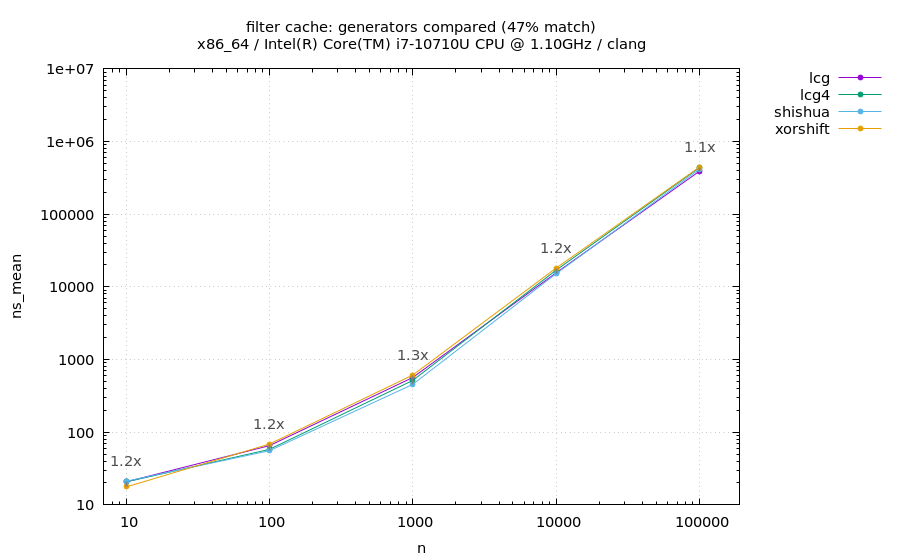 filter cache: generators compared (47% match)
x86_64 / Intel(R) Core(TM) i7-10710U CPU @ 1.10GHz / clang
1e+07
1e+06
100000
10000
1000
100
10
ns_mean
1.2x
1.2x
1.3x
1.2x
1.1x
10
100
1000
10000
100000
n
lcg
lcg4
shishua
xorshift